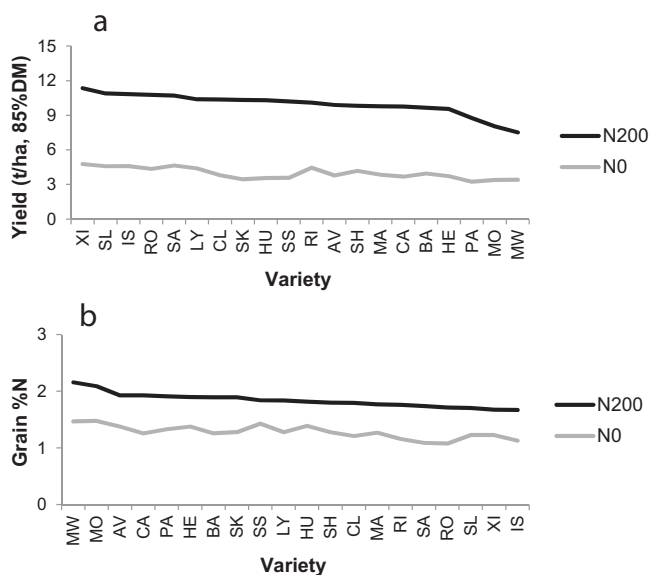 a
Yield (t/ha, 85%DM)
15
12
9
6
3
0
XI SL IS RO SA LY CL SK HU SS RI AV SH MA CA BA HE PA MO MW
Variety
N200
N0
b
Grain %N
3
2
1
0
MW MO AV CA PA HE BA SK SS LY HU SH CL MA RI SA RO SL XI IS
Variety
N200
N0